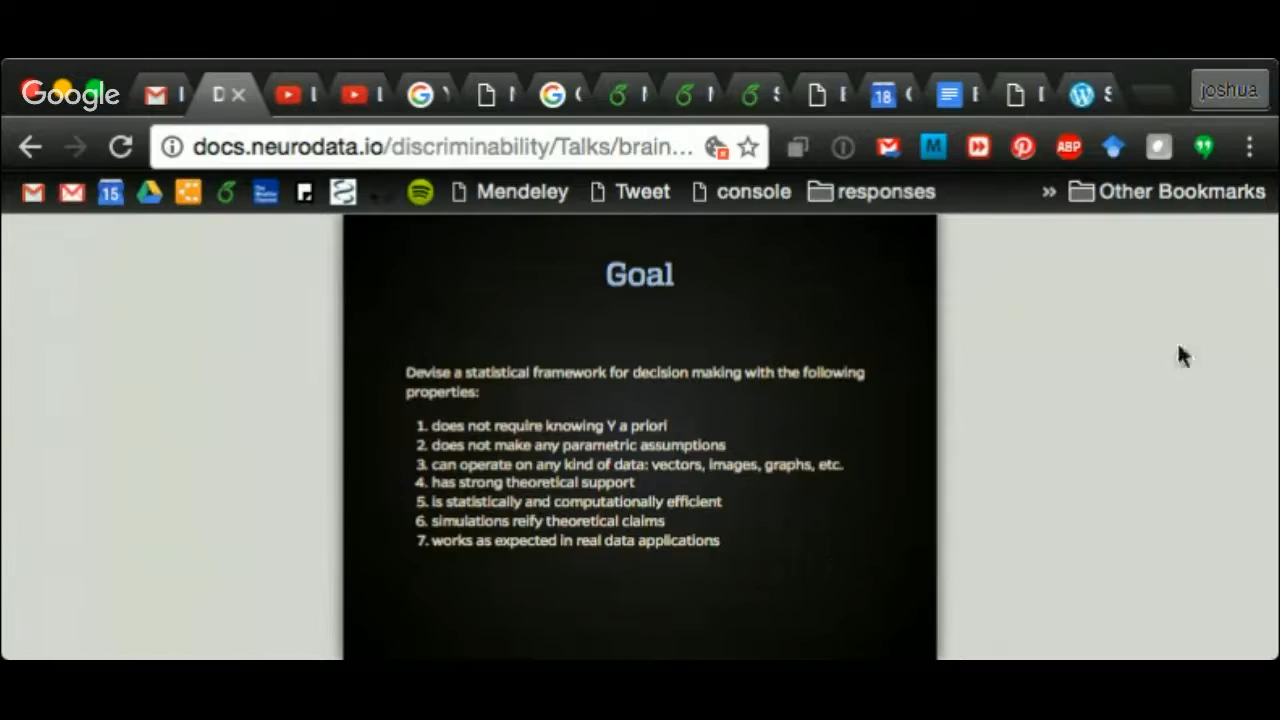 Google
joshua
docs.neurodata.io/discriminability/Talks/brain...
18
M
ABP
15
Mendeley
Tweet
console
responses
»
Other Bookmarks
Goal
Devise a statistical framework for decision making with the following
properties:
1. does not require knowing Y a priori
2. does not make any parametric assumptions
3. can operate on any kind of data: vectors, images, graphs, etc.
4. has strong theoretical support
5. is statistically and computationally efficient
6. simulations reify theoretical claims
7. works as expected in real data applications